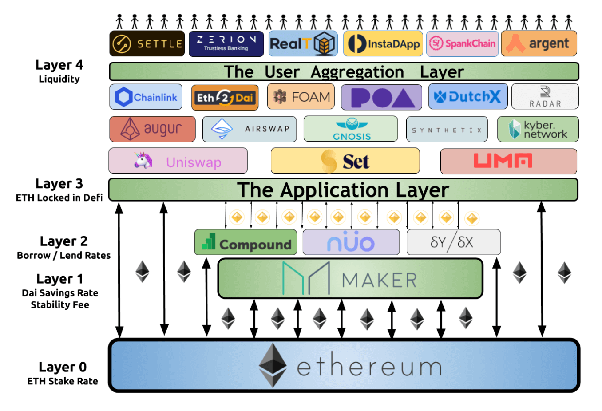 SETTLE
ZERION
Trustless Banking
RealT
InstaDApp
SpankChain
argent
Layer 4
Liquidity
The User Aggregation Layer
Chainlink
Eth2Dai
FOAM
POA
DutchX
RADAR
augur
AIRSWAP
GNOSIS
SYNTHETIX
kyber.
network
Uniswap
Set
UMA
Layer 3
ETH Locked in Defi
The Application Layer
Layer 2
Borrow / Lend Rates
Compound
nüo
δY/δX
Layer 1
Dai Savings Rate
Stability Fee
MAKER
Layer 0
ETH Stake Rate
ethereum